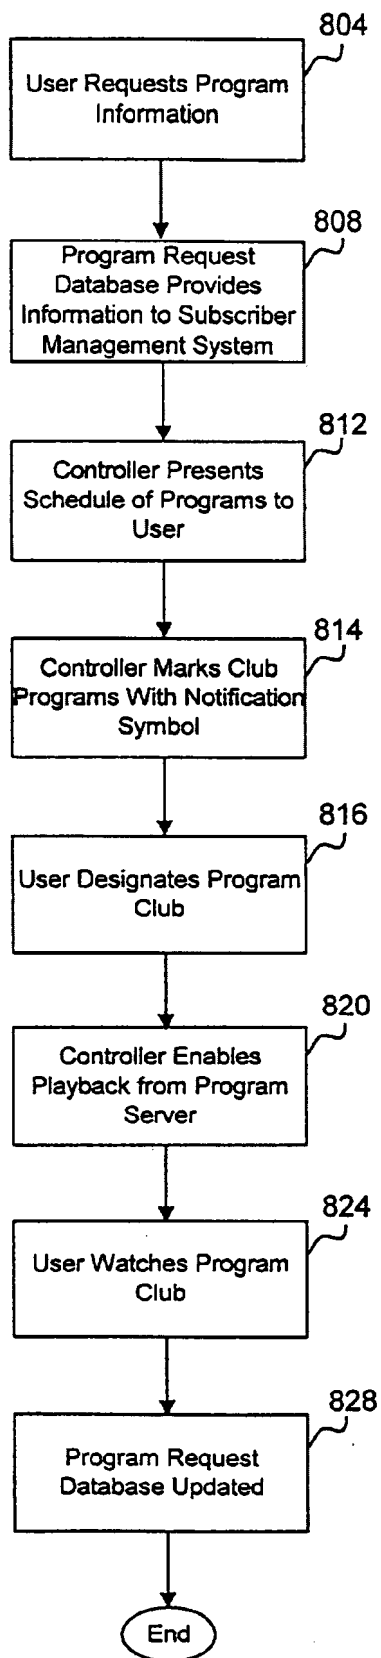 804
User Requests Program
Information
808
Program Request
Database Provides
Information to Subscriber
Management System
812
Controller Presents
Schedule of Programs to
User
814
Controller Marks Club
Programs With Notification
Symbol
816
User Designates Program
Club
820
Controller Enables
Playback from Program
Server
824
User Watches Program
Club
828
Program Request
Database Updated
End